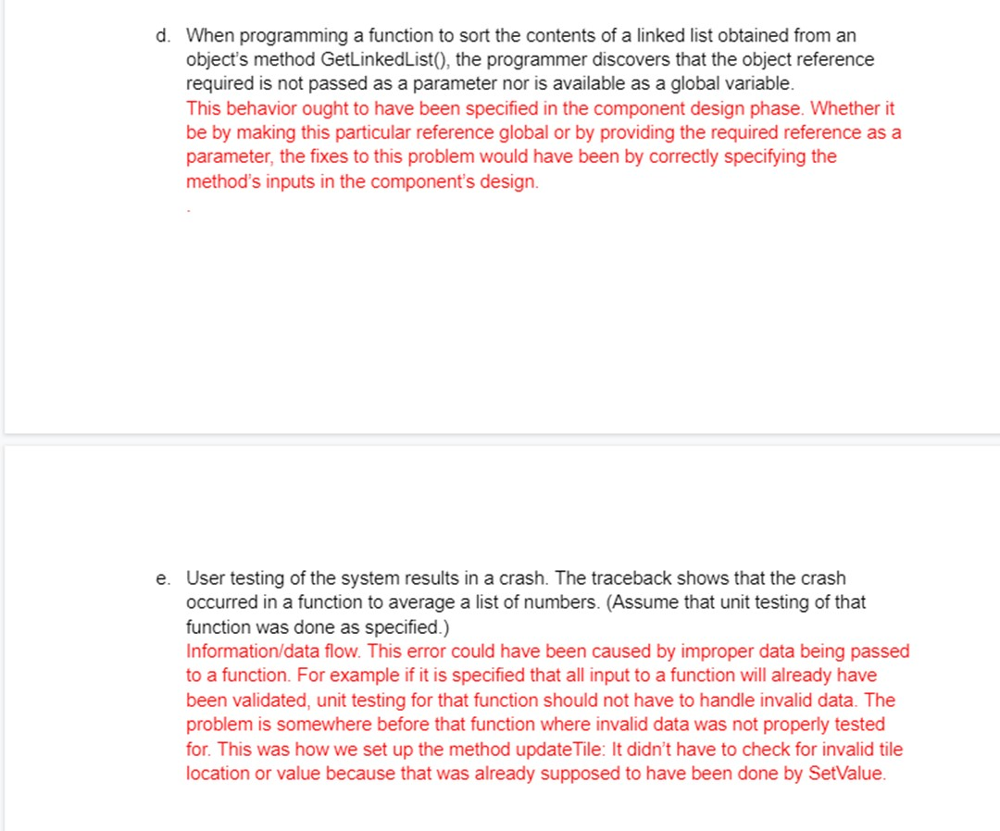 d. When programming a function to sort the contents of a linked list obtained from an
object's method GetLinkedList(), the programmer discovers that the object reference
required is not passed as a parameter nor is available as a global variable.
This behavior ought to have been specified in the component design phase. Whether it
be by making this particular reference global or by providing the required reference as a
parameter, the fixes to this problem would have been by correctly specifying the
method's inputs in the component's design.
.
e. User testing of the system results in a crash. The traceback shows that the crash
occurred in a function to average a list of numbers. (Assume that unit testing of that
function was done as specified.)
Information/data flow. This error could have been caused by improper data being passed
to a function. For example if it is specified that all input to a function will already have
been validated, unit testing for that function should not have to handle invalid data. The
problem is somewhere before that function where invalid data was not properly tested
for. This was how we set up the method updateTile: It didn't have to check for invalid tile
location or value because that was already supposed to have been done by SetValue.